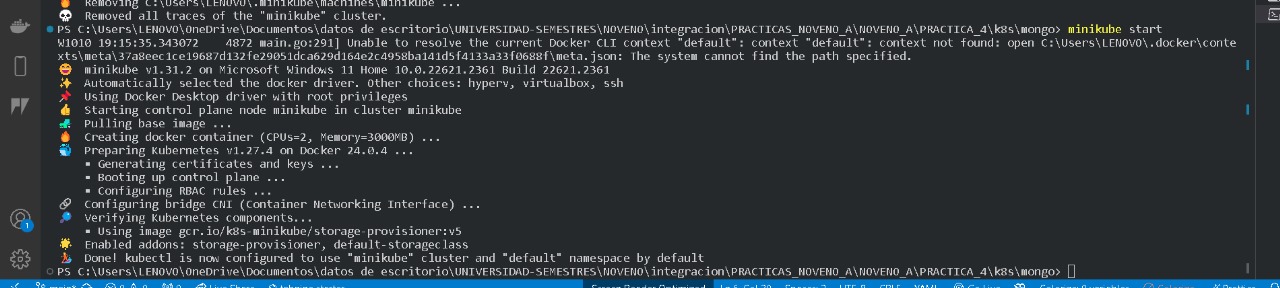 Removing C:\Users\LENOVO\.minikube\machines\minikube ...
Removed all traces of the "minikube" cluster.
PS C:\Users\LENOVO\OneDrive\Documentos\datos de escritorio\UNIVERSIDAD-SEMESTRES\NOVENO\integracion\PRACTICAS_NOVENO_A\NOVENO_A\PRACTICA_4\k8s\mongo> minikube start
W1010 19:15:35.343072    4872 main.go:291] Unable to resolve the current Docker CLI context "default": context "default": context not found: open C:\Users\LENOVO\.docker\conte
xts\meta\37a8eec1ce19687d132fe29051dca629d164e2c4958ba141d5f4133a33f0688f\meta.json: The system cannot find the path specified.
minikube v1.31.2 on Microsoft Windows 11 Home 10.0.22621.2361 Build 22621.2361
Automatically selected the docker driver. Other choices: hyperv, virtualbox, ssh
Using Docker Desktop driver with root privileges
Starting control plane node minikube in cluster minikube
Pulling base image ...
Creating docker container (CPUs=2, Memory=3000MB) ...
Preparing Kubernetes v1.27.4 on Docker 24.0.4 ...
▪ Generating certificates and keys ...
▪ Booting up control plane ...
▪ Configuring RBAC rules ...
Configuring bridge CNI (Container Networking Interface) ...
Verifying Kubernetes components...
▪ Using image gcr.io/k8s-minikube/storage-provisioner:v5
Enabled addons: storage-provisioner, default-storageclass
Done! kubectl is now configured to use "minikube" cluster and "default" namespace by default
PS C:\Users\LENOVO\OneDrive\Documentos\datos de escritorio\UNIVERSIDAD-SEMESTRES\NOVENO\integracion\PRACTICAS_NOVENO_A\NOVENO_A\PRACTICA_4\k8s\mongo>
1